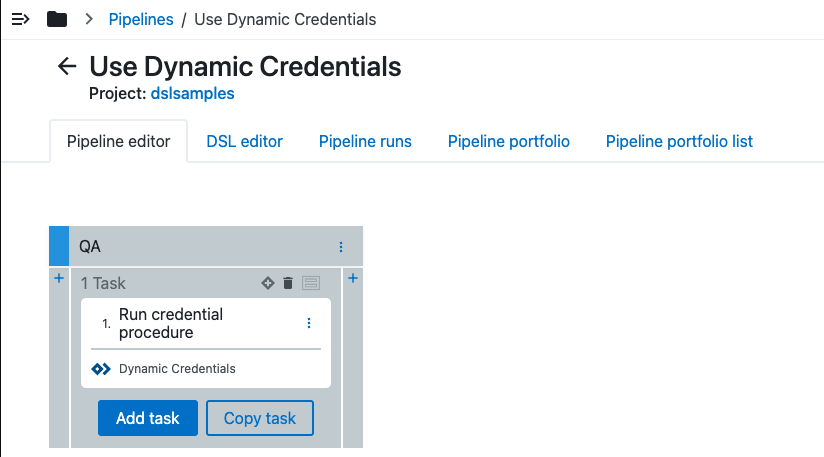 Pipelines / Use Dynamic Credentials
Use Dynamic Credentials
Project: dslsamples
Pipeline editor DSL editor Pipeline runs Pipeline portfolio Pipeline portfolio list
QA
1 Task
1. Run credential
procedure
Dynamic Credentials
Add task Copy task